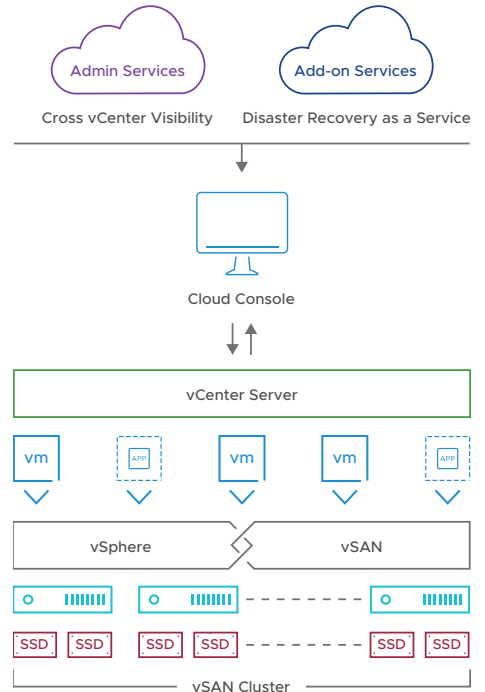 Admin Services
Add-on Services
Cross vCenter Visibility
Disaster Recovery as a Service
Cloud Console
vCenter Server
vm
APP
vm
vm
APP
vSphere
vSAN
SSD
SSD
SSD
SSD
SSD
SSD
vSAN Cluster